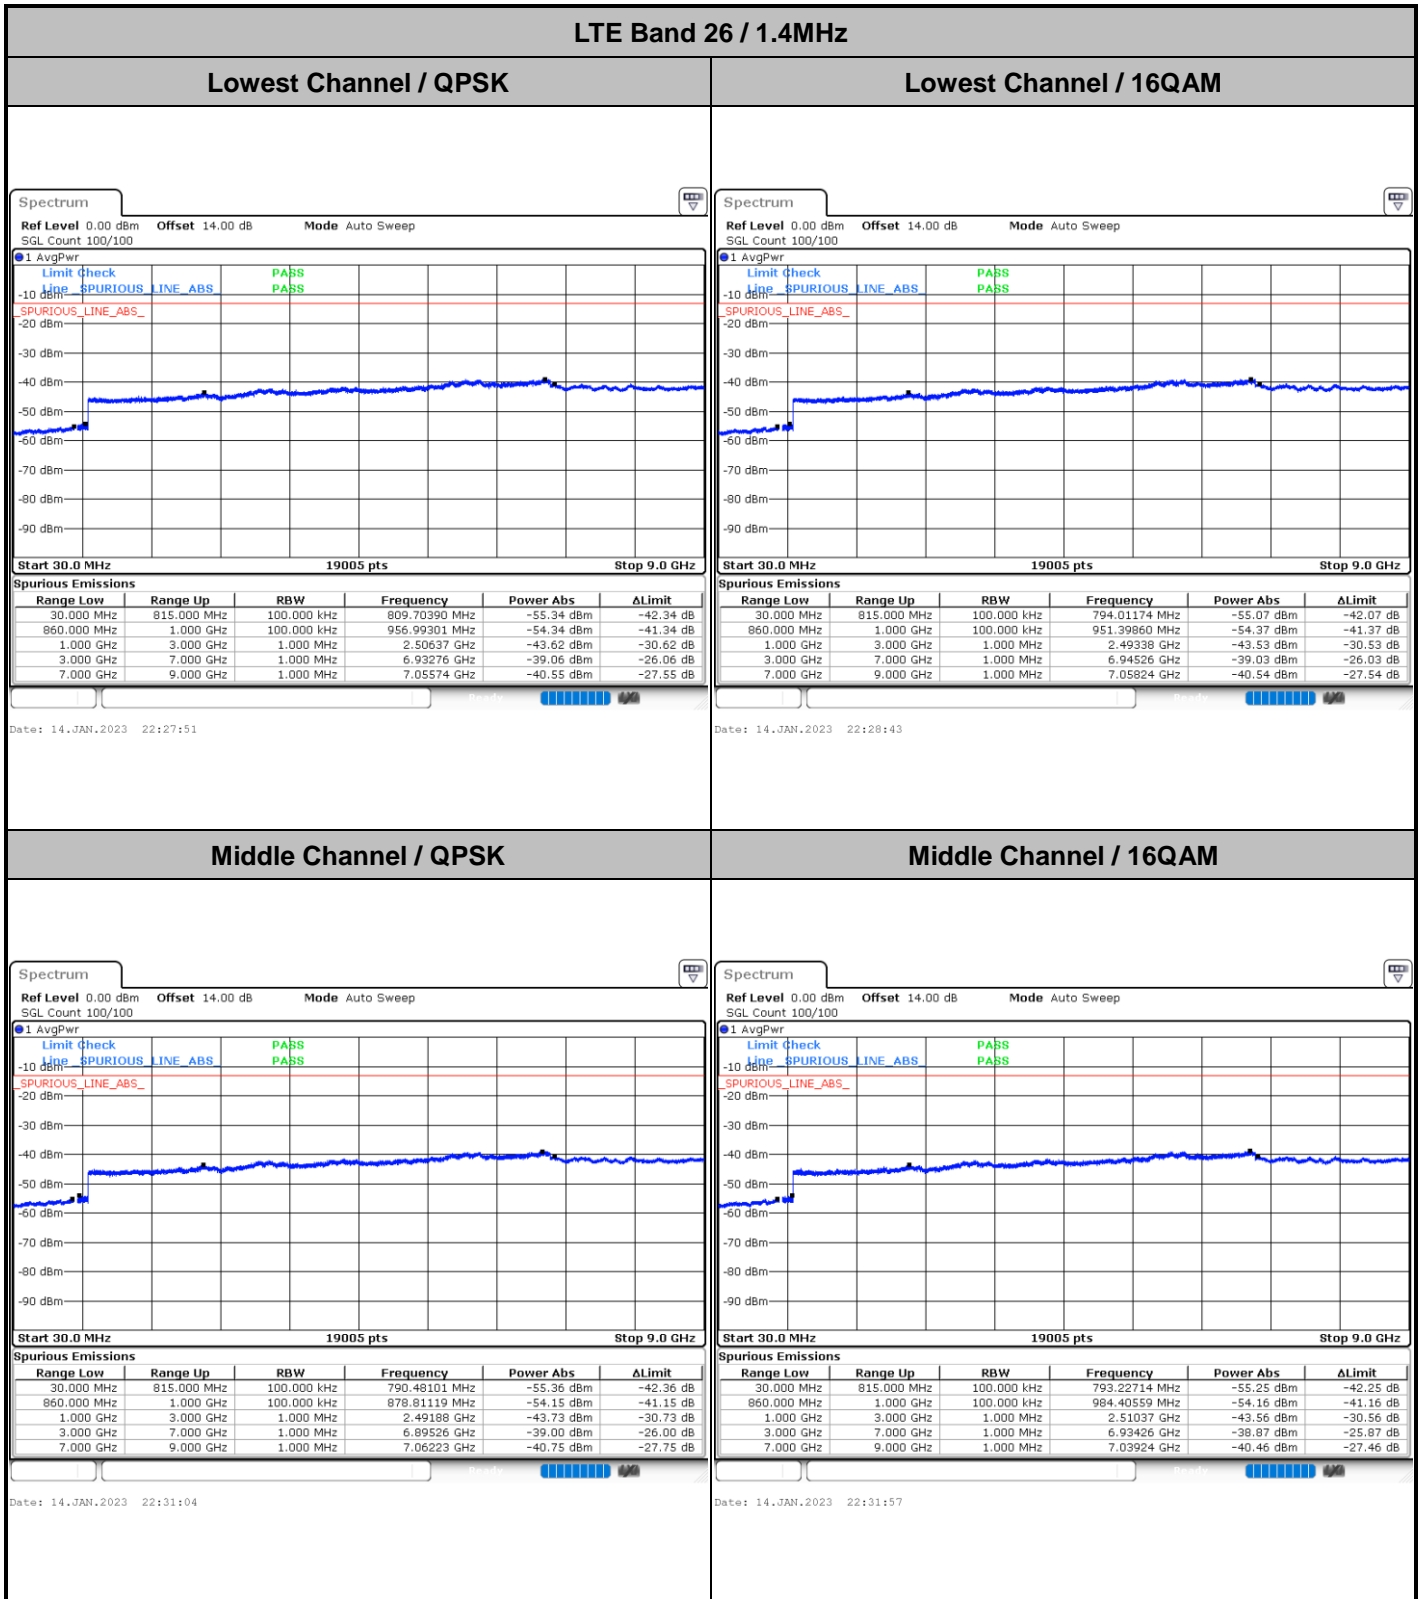 LTE Band 26 / 1.4MHz
Lowest Channel / QPSK
Lowest Channel / 16QAM
Spectrum
Ref Level 0.00 dBm Offset 14.00 dB Mode Auto Sweep
SGL Count 100/100
1 AvgPwr
Limit Check PASS
Line _SPURIOUS_LINE_ABS_ PASS
-10 dBm
_SPURIOUS_LINE_ABS_
-20 dBm
-30 dBm
-40 dBm
-50 dBm
-60 dBm
-70 dBm
-80 dBm
-90 dBm
Start 30.0 MHz 19005 pts Stop 9.0 GHz
Spurious Emissions
Range Low Range Up RBW Frequency Power Abs ΔLimit
30.000 MHz 815.000 MHz 100.000 kHz 809.70390 MHz -55.34 dBm -42.34 dB
860.000 MHz 1.000 GHz 100.000 kHz 956.99301 MHz -54.34 dBm -41.34 dB
1.000 GHz 3.000 GHz 1.000 MHz 2.50637 GHz -43.62 dBm -30.62 dB
3.000 GHz 7.000 GHz 1.000 MHz 6.93276 GHz -39.06 dBm -26.06 dB
7.000 GHz 9.000 GHz 1.000 MHz 7.05574 GHz -40.55 dBm -27.55 dB
Ready
Date: 14.JAN.2023 22:27:51
Spectrum
Ref Level 0.00 dBm Offset 14.00 dB Mode Auto Sweep
SGL Count 100/100
1 AvgPwr
Limit Check PASS
Line _SPURIOUS_LINE_ABS_ PASS
-10 dBm
_SPURIOUS_LINE_ABS_
-20 dBm
-30 dBm
-40 dBm
-50 dBm
-60 dBm
-70 dBm
-80 dBm
-90 dBm
Start 30.0 MHz 19005 pts Stop 9.0 GHz
Spurious Emissions
Range Low Range Up RBW Frequency Power Abs ΔLimit
30.000 MHz 815.000 MHz 100.000 kHz 794.01174 MHz -55.07 dBm -42.07 dB
860.000 MHz 1.000 GHz 100.000 kHz 951.39860 MHz -54.37 dBm -41.37 dB
1.000 GHz 3.000 GHz 1.000 MHz 2.49338 GHz -43.53 dBm -30.53 dB
3.000 GHz 7.000 GHz 1.000 MHz 6.94526 GHz -39.03 dBm -26.03 dB
7.000 GHz 9.000 GHz 1.000 MHz 7.05824 GHz -40.54 dBm -27.54 dB
Ready
Date: 14.JAN.2023 22:28:43
Middle Channel / QPSK
Middle Channel / 16QAM
Spectrum
Ref Level 0.00 dBm Offset 14.00 dB Mode Auto Sweep
SGL Count 100/100
1 AvgPwr
Limit Check PASS
Line _SPURIOUS_LINE_ABS_ PASS
-10 dBm
_SPURIOUS_LINE_ABS_
-20 dBm
-30 dBm
-40 dBm
-50 dBm
-60 dBm
-70 dBm
-80 dBm
-90 dBm
Start 30.0 MHz 19005 pts Stop 9.0 GHz
Spurious Emissions
Range Low Range Up RBW Frequency Power Abs ΔLimit
30.000 MHz 815.000 MHz 100.000 kHz 790.48101 MHz -55.36 dBm -42.36 dB
860.000 MHz 1.000 GHz 100.000 kHz 878.81119 MHz -54.15 dBm -41.15 dB
1.000 GHz 3.000 GHz 1.000 MHz 2.49188 GHz -43.73 dBm -30.73 dB
3.000 GHz 7.000 GHz 1.000 MHz 6.89526 GHz -39.00 dBm -26.00 dB
7.000 GHz 9.000 GHz 1.000 MHz 7.06223 GHz -40.75 dBm -27.75 dB
Ready
Date: 14.JAN.2023 22:31:04
Spectrum
Ref Level 0.00 dBm Offset 14.00 dB Mode Auto Sweep
SGL Count 100/100
1 AvgPwr
Limit Check PASS
Line _SPURIOUS_LINE_ABS_ PASS
-10 dBm
_SPURIOUS_LINE_ABS_
-20 dBm
-30 dBm
-40 dBm
-50 dBm
-60 dBm
-70 dBm
-80 dBm
-90 dBm
Start 30.0 MHz 19005 pts Stop 9.0 GHz
Spurious Emissions
Range Low Range Up RBW Frequency Power Abs ΔLimit
30.000 MHz 815.000 MHz 100.000 kHz 793.22714 MHz -55.25 dBm -42.25 dB
860.000 MHz 1.000 GHz 100.000 kHz 984.40559 MHz -54.16 dBm -41.16 dB
1.000 GHz 3.000 GHz 1.000 MHz 2.51037 GHz -43.56 dBm -30.56 dB
3.000 GHz 7.000 GHz 1.000 MHz 6.93426 GHz -38.87 dBm -25.87 dB
7.000 GHz 9.000 GHz 1.000 MHz 7.03924 GHz -40.46 dBm -27.46 dB
Ready
Date: 14.JAN.2023 22:31:57